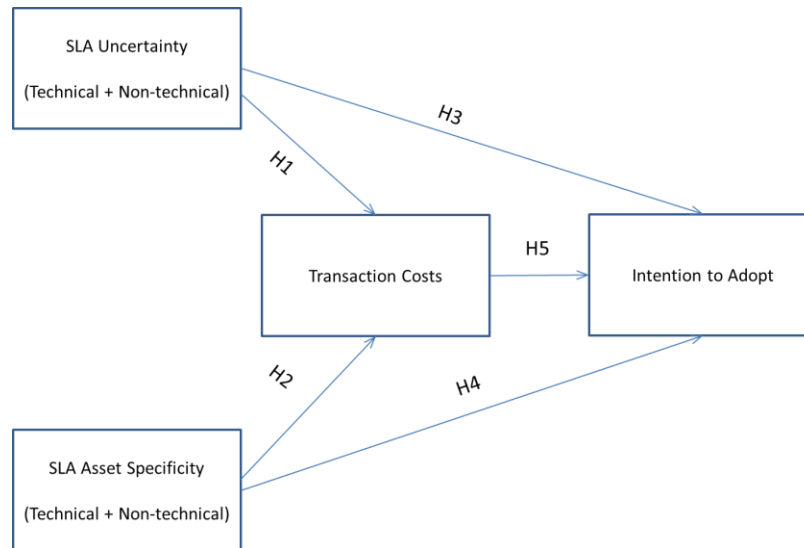 SLA Uncertainty
(Technical + Non-technical)
H3
H1
Transaction Costs
H5
Intention to Adopt
H2
H4
SLA Asset Specificity
(Technical + Non-technical)